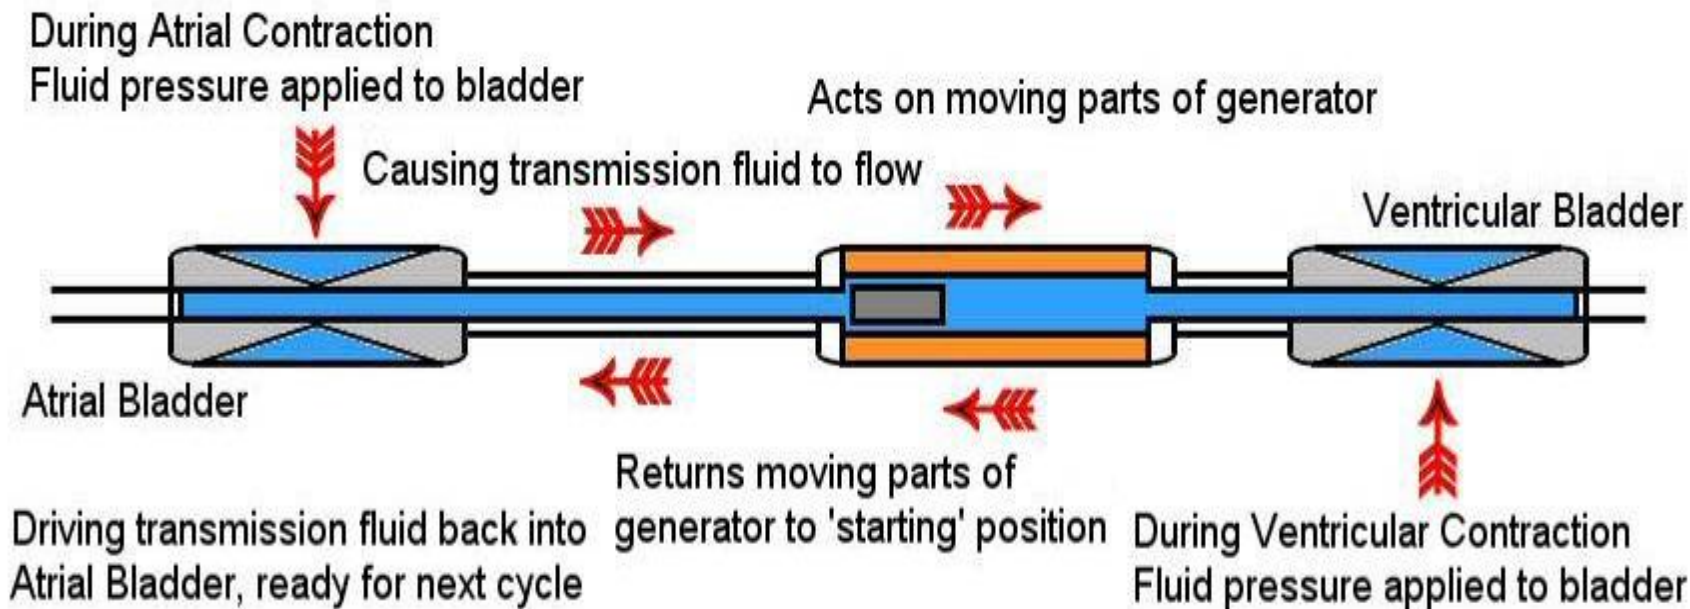 During Atrial Contraction
Fluid pressure applied to bladder
Acts on moving parts of generator
Causing transmission fluid to flow
Ventricular Bladder
Atrial Bladder
Returns moving parts of
generator to 'starting' position
Driving transmission fluid back into
Atrial Bladder, ready for next cycle
During Ventricular Contraction
Fluid pressure applied to bladder